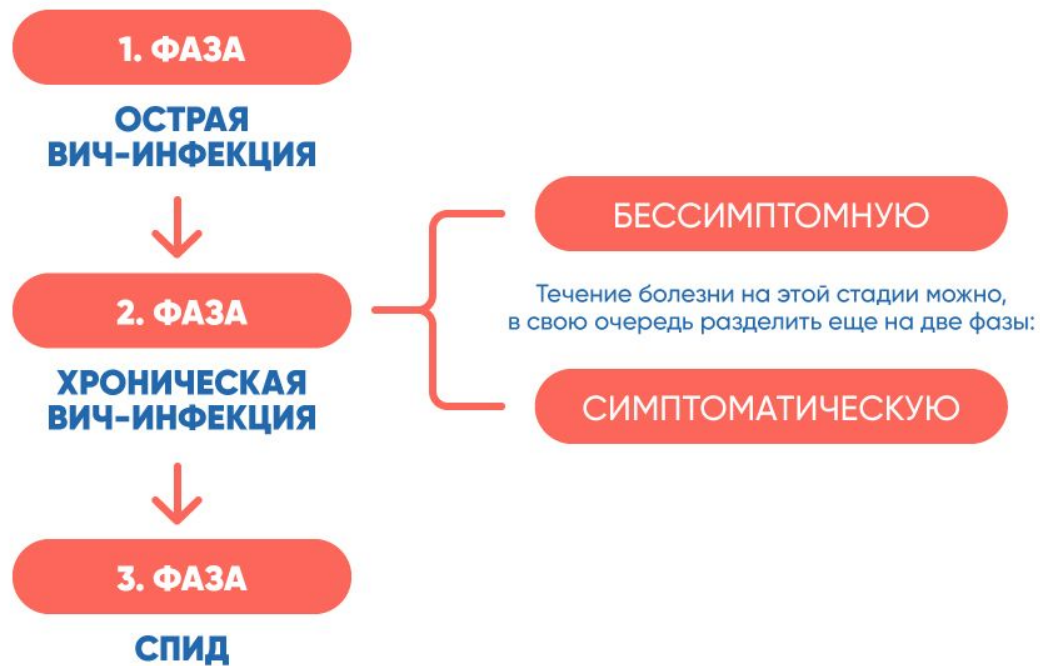 1. ФАЗА
ОСТРАЯ
ВИЧ-ИНФЕКЦИЯ
2. ФАЗА
ХРОНИЧЕСКАЯ
ВИЧ-ИНФЕКЦИЯ
БЕССИМПТОМНУЮ
Течение болезни на этой стадии можно,
в свою очередь разделить еще на две фазы:
СИМПТОМАТИЧЕСКУЮ
3. ФАЗА
СПИД